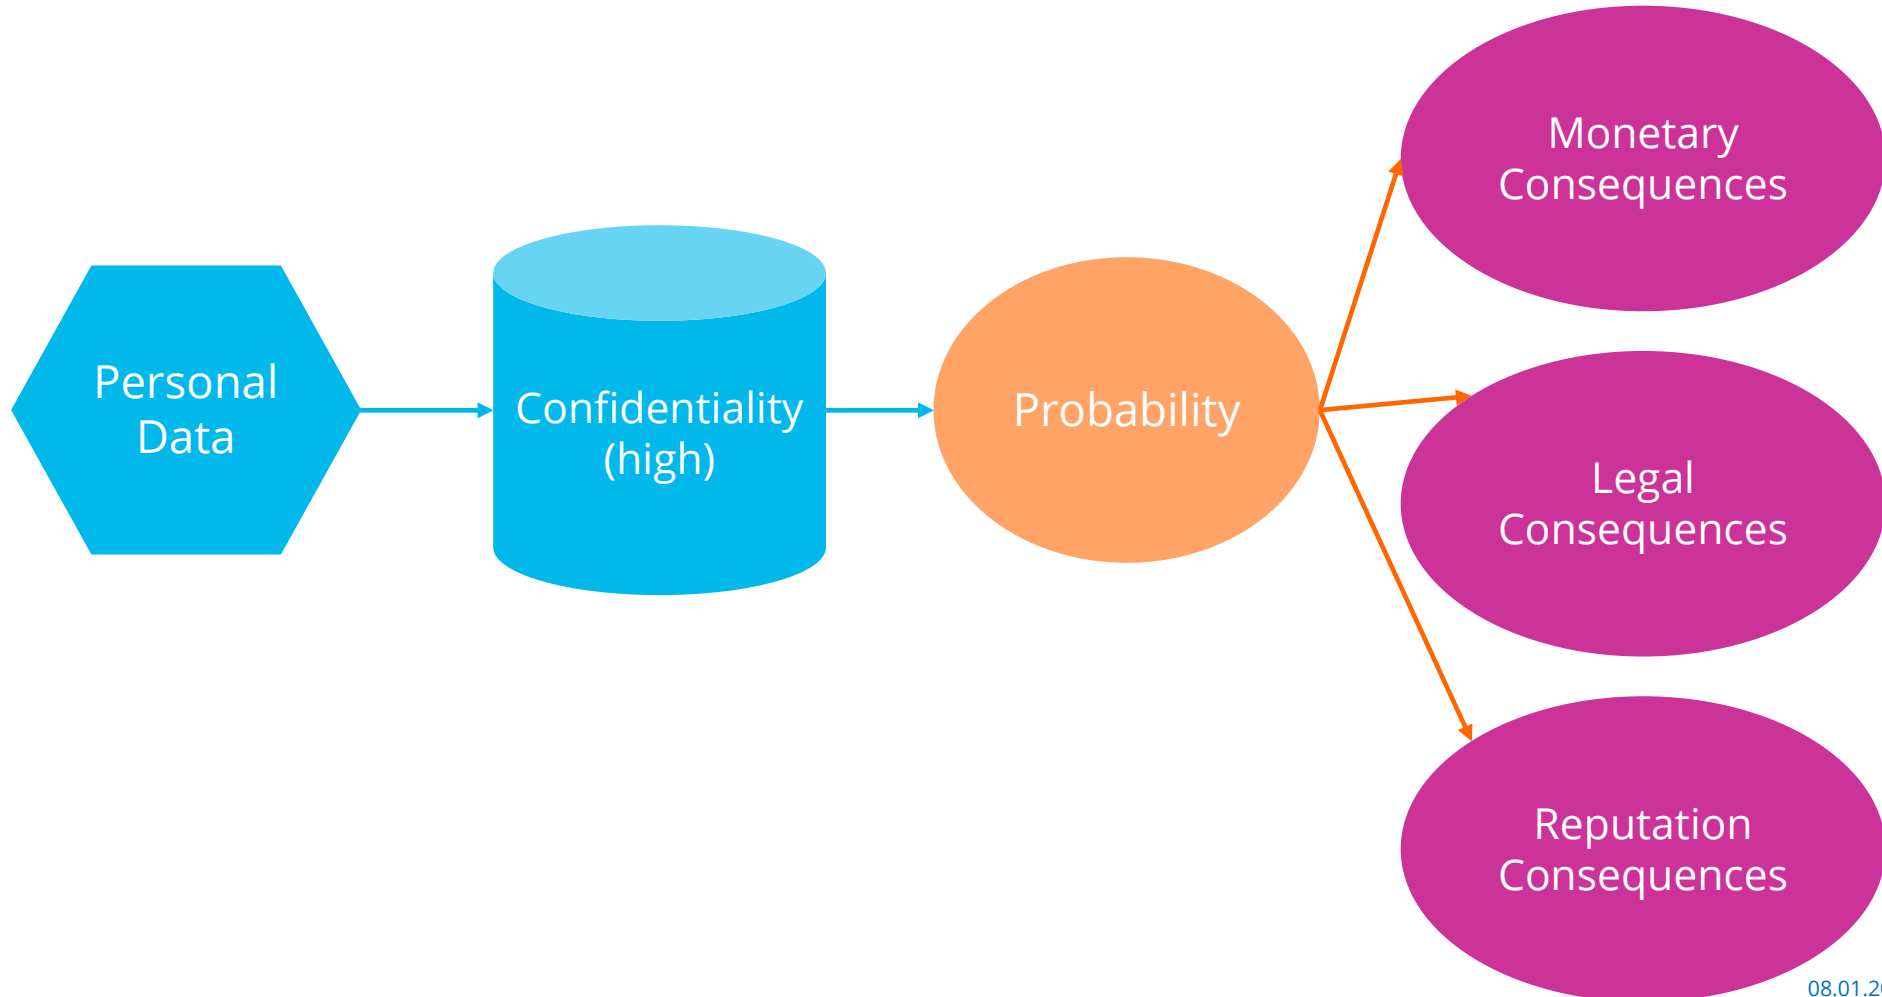 Personal
Data
Confidentiality
(high)
Probability
Monetary
Consequences
Legal
Consequences
Reputation
Consequences